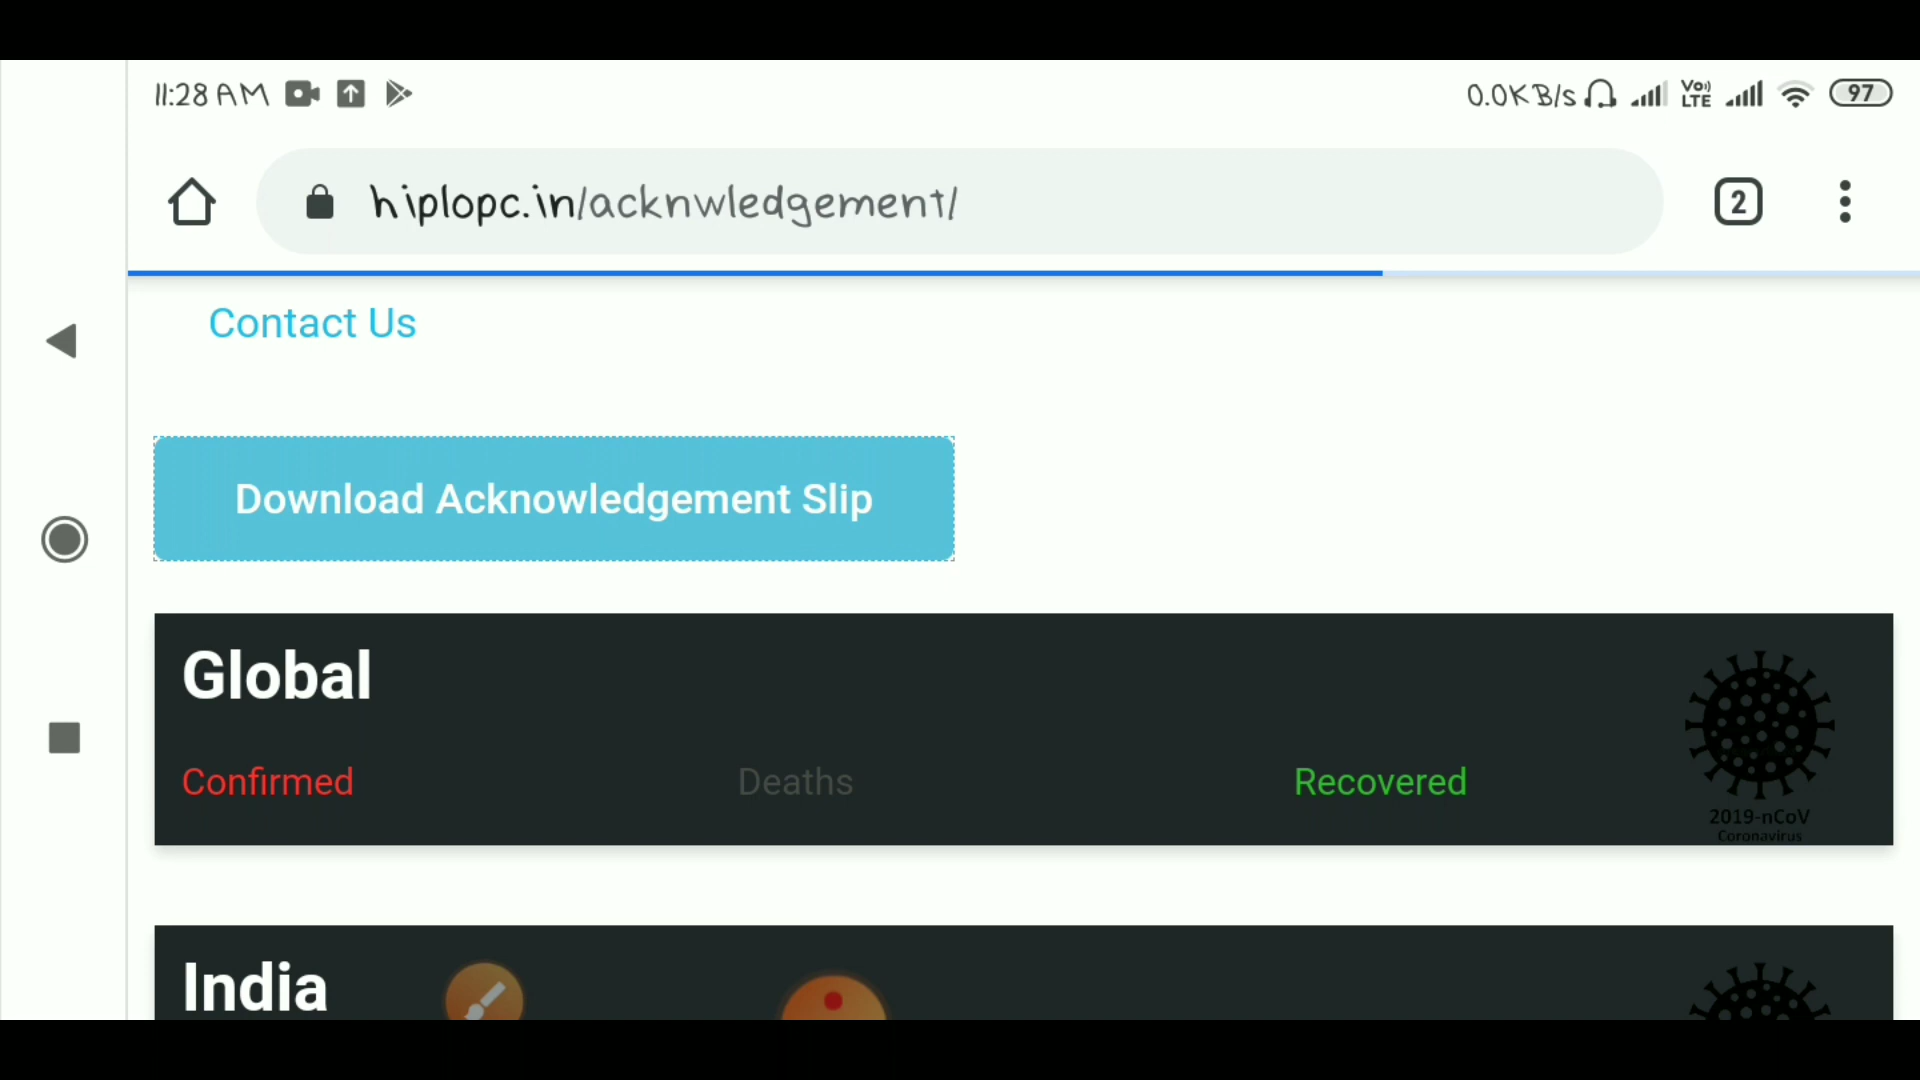 11:28 AM
0.0KB/s Vo) LTE 97
hiplopc.in/acknwledgement/
2
Contact Us
Download Acknowledgement Slip
Global
Confirmed Deaths Recovered
2019-nCoV
Coronavirus
India